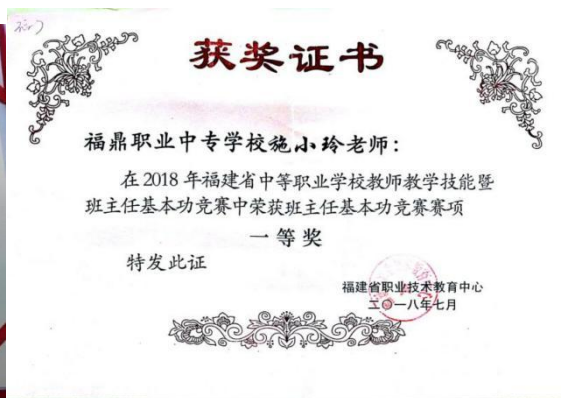 获奖证书
福鼎职业中专学校施小玲老师：
在2018年福建省中等职业学校教师教学技能暨
班主任基本功竞赛中荣获班主任基本功竞赛赛项
一等奖
特发此证
福建省职业技术教育中心
二〇一八年七月